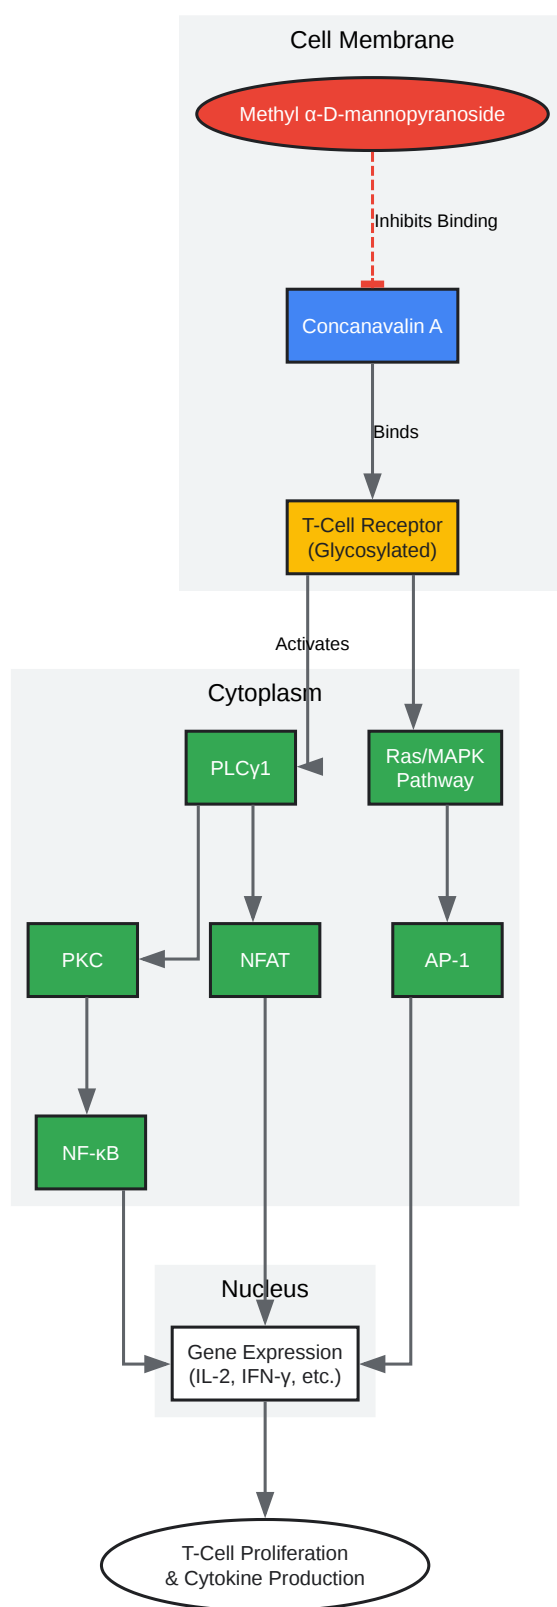 Cell Membrane
Methyl α-D-mannopyranoside
Inhibits Binding
Concanavalin A
Binds
T-Cell Receptor
(Glycosylated)
Activates
Cytoplasm
PLCγ1
Ras/MAPK
Pathway
PKC
NFAT
AP-1
NF-κB
Nucleus
Gene Expression
(IL-2, IFN-γ, etc.)
T-Cell Proliferation
& Cytokine Production